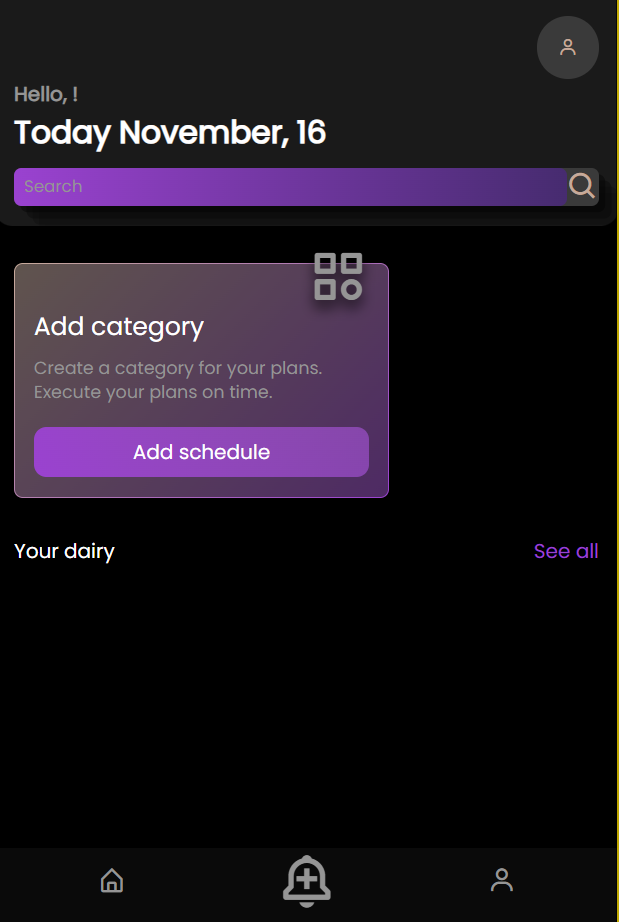 Hello, !
Today November, 16
Search
Add category
Create a category for your plans.
Execute your plans on time.
Add schedule
Your dairy
See all